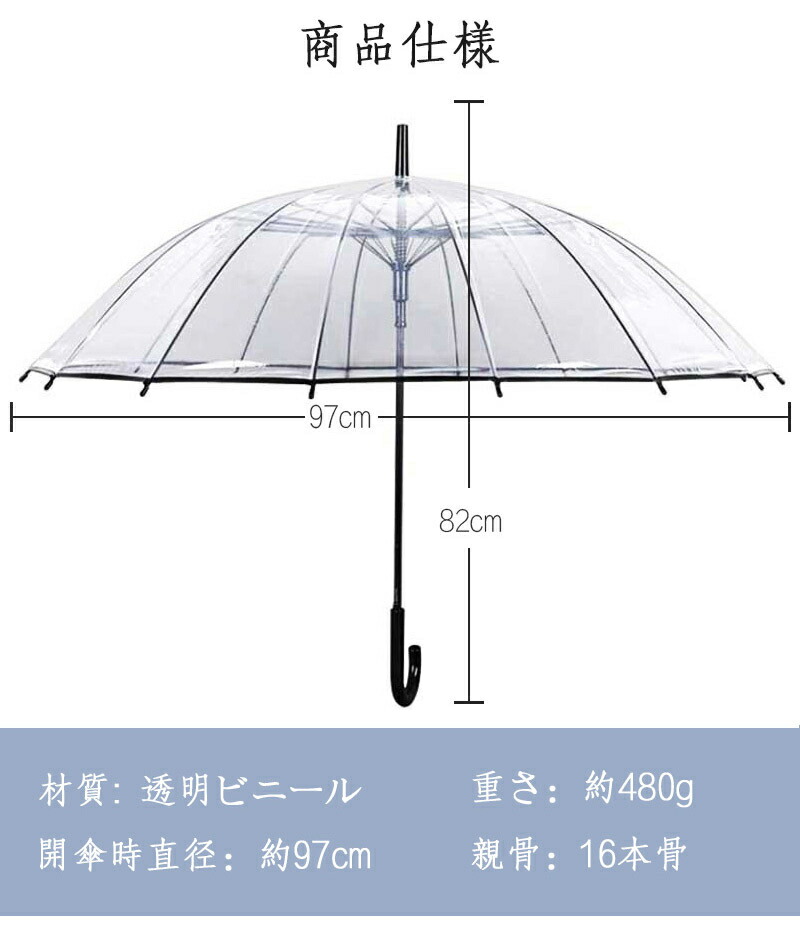 商品仕様
97cm
82cm
材質: 透明ビニール
重さ: 約480g
開傘時直径: 約97cm
親骨: 16本骨